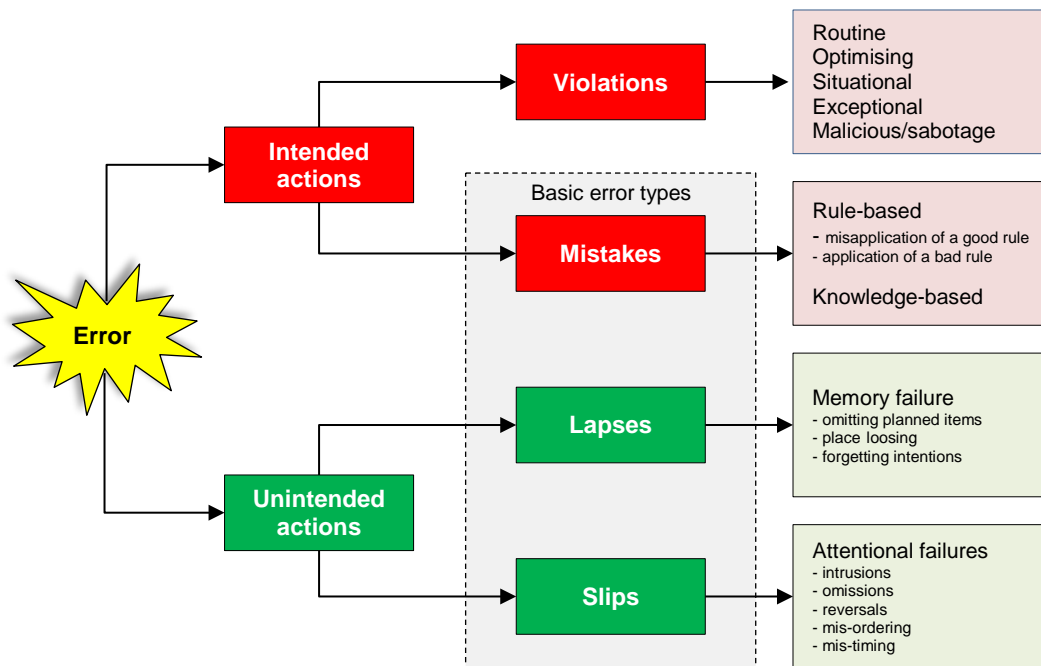 Error
Intended
actions
Unintended
actions
Violations
Basic error types
Mistakes
Lapses
Slips
Routine
Optimising
Situational
Exceptional
Malicious/sabotage
Rule-based
- misapplication of a good rule
- application of a bad rule
Knowledge-based
Memory failure
- omitting planned items
- place loosing
- forgetting intentions
Attentional failures
- intrusions
- omissions
- reversals
- mis-ordering
- mis-timing